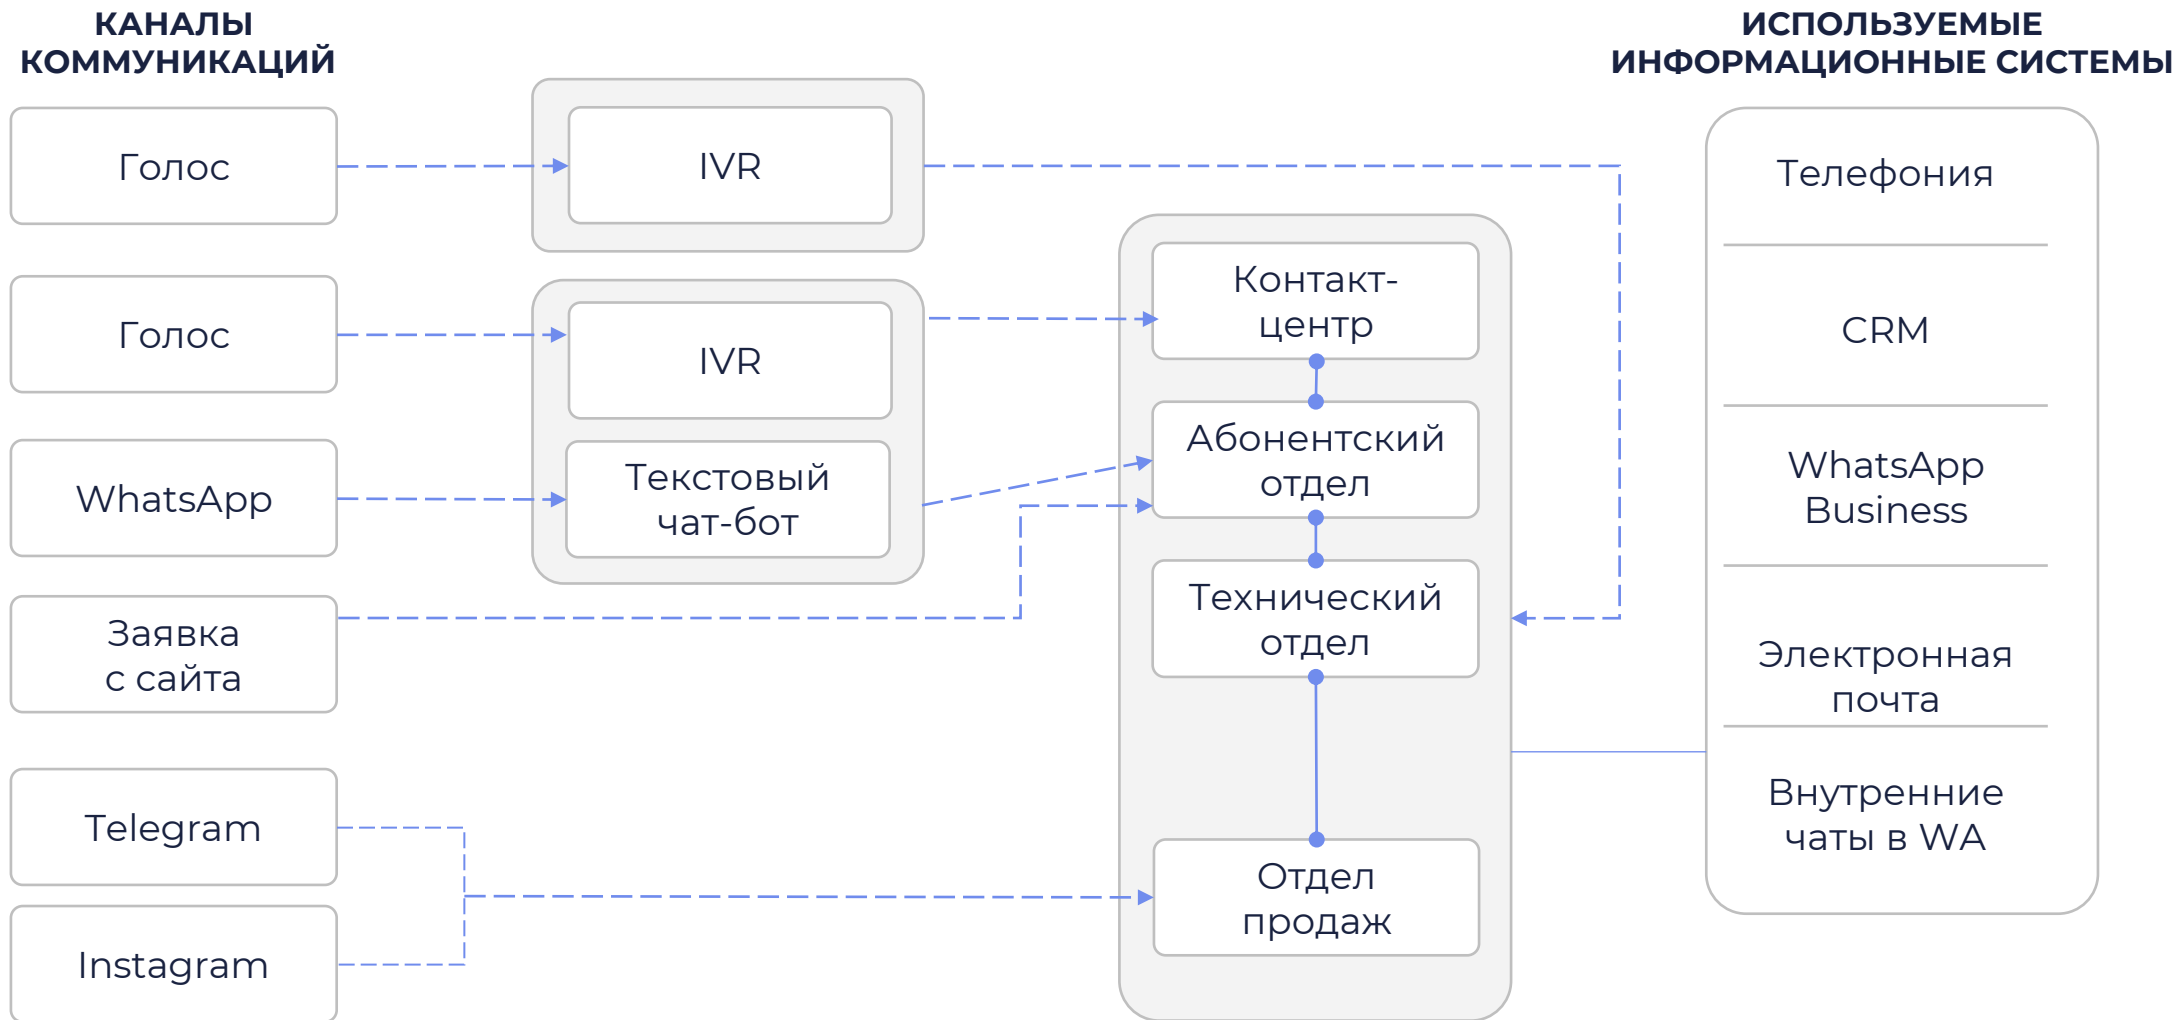 КАНАЛЫ
КОММУНИКАЦИЙ
Голос
Голос
WhatsApp
Заявка
с сайта
Telegram
Instagram
IVR
IVR
Текстовый
чат-бот
Контакт-
центр
Абонентский
отдел
Технический
отдел
Отдел
продаж
ИСПОЛЬЗУЕМЫЕ
ИНФОРМАЦИОННЫЕ СИСТЕМЫ
Телефония
CRM
WhatsApp
Business
Электронная
почта
Внутренние
чаты в WA